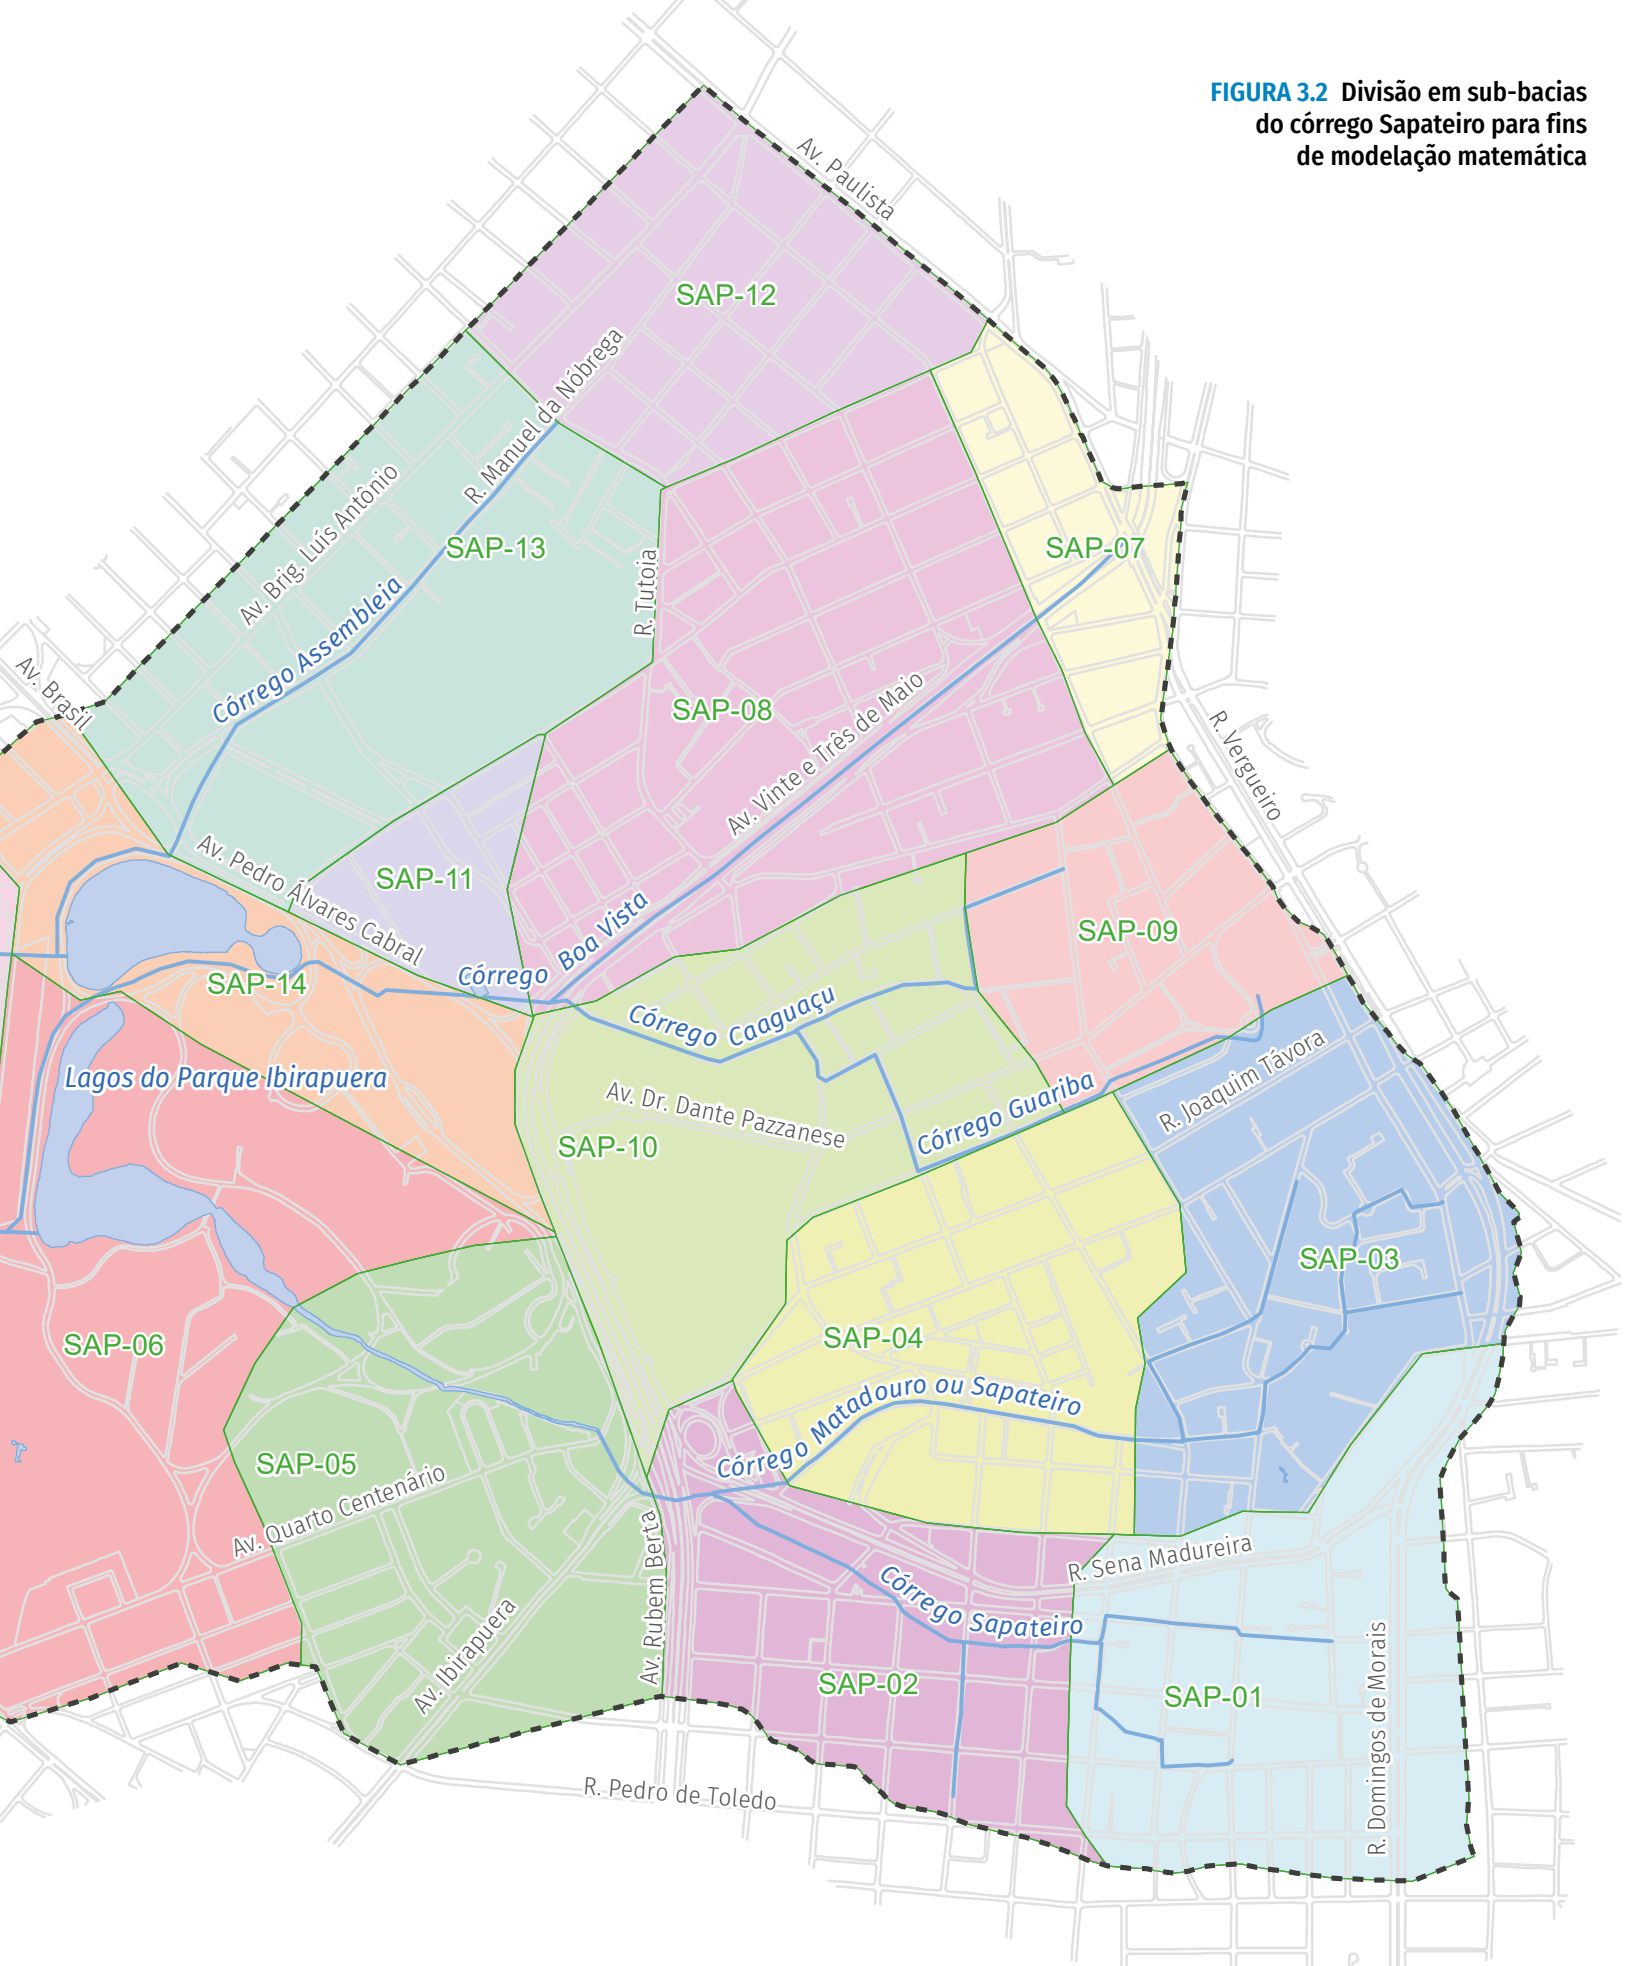 FIGURA 3.2 Divisão em sub-bacias
do córrego Sapateiro para fins
de modelação matemática
Av. Paulista
SAP-12
R. Manuel da Nóbrega
Av. Brig. Luís Antônio
SAP-13
SAP-07
R. Tutoia
Córrego Assembleia
Av. Brasil
SAP-08
Av. Vinte e Três de Maio
R. Vergueiro
Av. Pedro Álvares Cabral
SAP-11
SAP-09
Córrego Boa Vista
SAP-14
Córrego Caaguaçu
Lagos do Parque Ibirapuera
R. Joaquim Távora
Av. Dr. Dante Pazzanese
Córrego Guariba
SAP-10
SAP-03
SAP-06
SAP-04
Córrego Matadouro ou Sapateiro
SAP-05
Av. Quarto Centenário
Av. Rubem Berta
R. Sena Madureira
Córrego Sapateiro
Av. Ibirapuera
SAP-02
SAP-01
R. Domingos de Morais
R. Pedro de Toledo